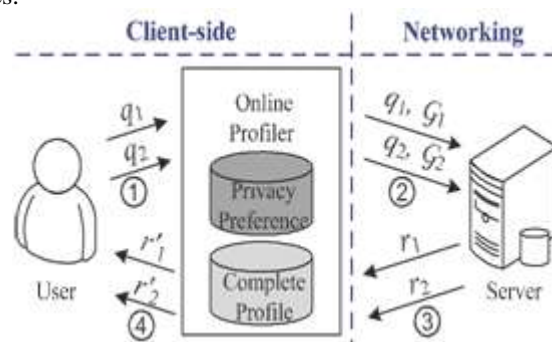 es.
Client-side
Networking
Online
Profiler
q1
q2
①
Privacy
Preference
q1, G1
q2, G2
②
r'1
r'2
④
User
Complete
Profile
r1
r2
③
Server